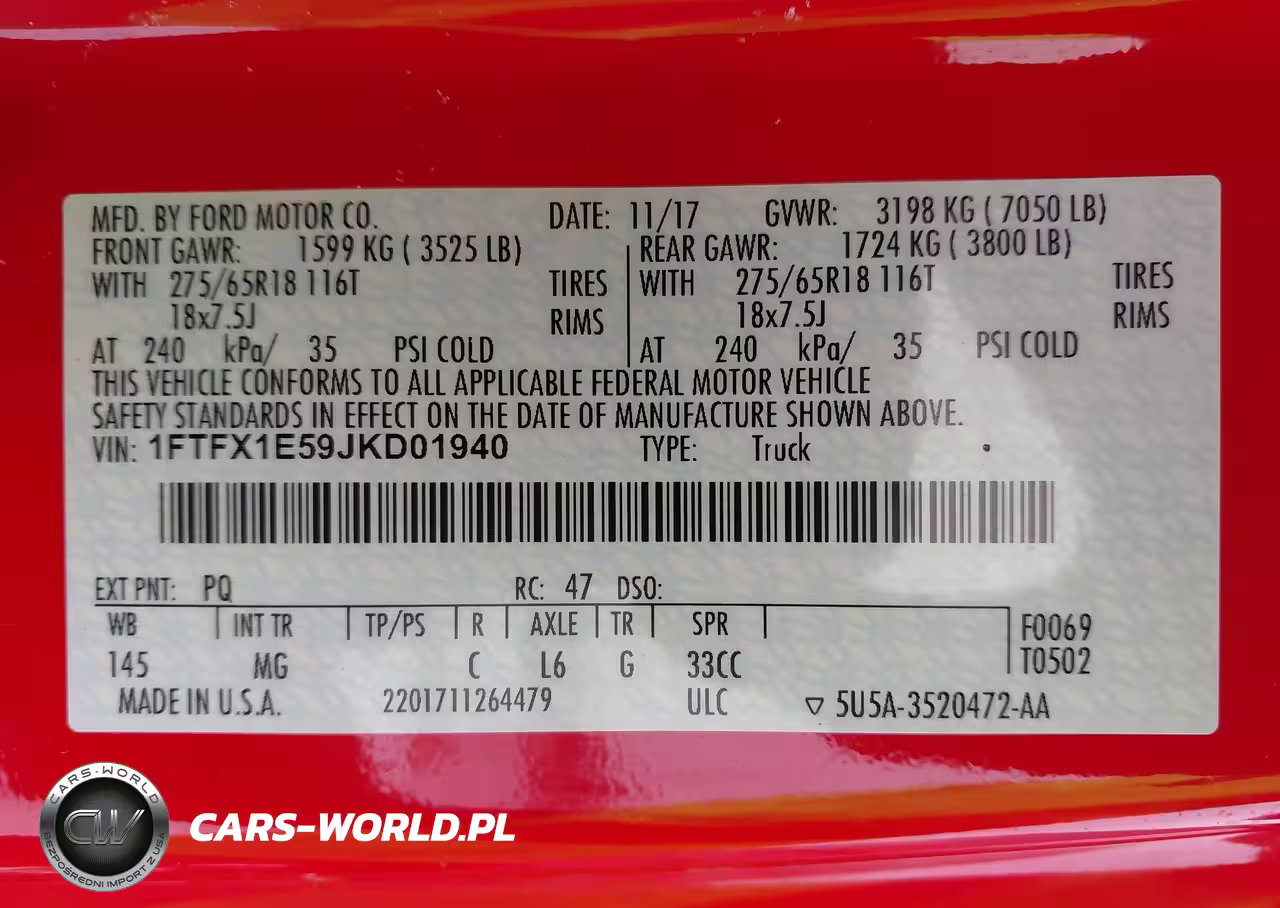 MFD. BY FORD MOTOR CO. DATE: 11/17 GVWR: 3198 KG ( 7050 LB)
FRONT GAWR: 1599 KG ( 3525 LB) REAR GAWR: 1724 KG ( 3800 LB)
WITH 275/65R18 116T TIRES WITH 275/65R18 116T TIRES
18x7.5J RIMS 18x7.5J RIMS
AT 240 kPa/ 35 PSI COLD AT 240 kPa/ 35 PSI COLD
THIS VEHICLE CONFORMS TO ALL APPLICABLE FEDERAL MOTOR VEHICLE
SAFETY STANDARDS IN EFFECT ON THE DATE OF MANUFACTURE SHOWN ABOVE.
VIN: 1FTFX1E59JKD01940 TYPE: Truck
EXT PNT: PQ RC: 47 DSO:
WB INT TR TP/PS R AXLE TR SPR F0069
145 MG C L6 G 33CC T0502
MADE IN U.S.A. 2201711264479 ULC ▽ 5U5A-3520472-AA
CARS-WORLD
CW
BEZPOŚREDNI IMPORT Z USA
CARS-WORLD.PL